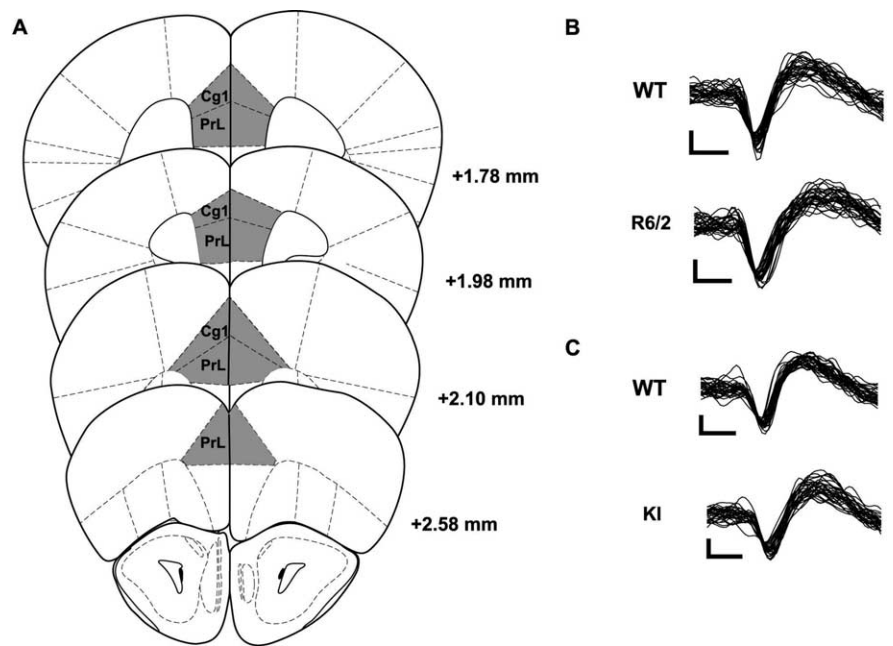 A
Cg1
PrL
+1.78 mm
Cg1
PrL
+1.98 mm
Cg1
PrL
+2.10 mm
PrL
+2.58 mm
B
WT
R6/2
C
WT
KI